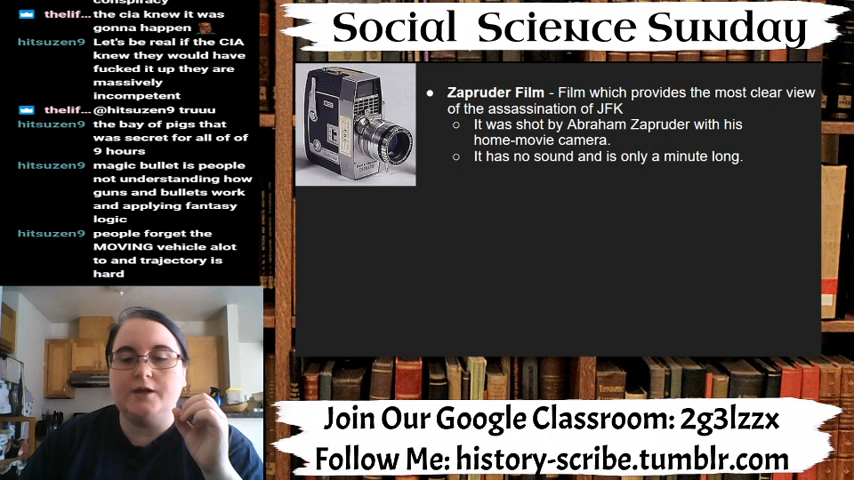 conspiracy
thelif... the cia knew it was
gonna happen
hitsuzen9 Let's be real if the CIA
knew they would have
fucked it up they are
massively
incompetent
thelif... @hitsuzen9 truuu
hitsuzen9 the bay of pigs that
was secret for all of of
9 hours
hitsuzen9 magic bullet is people
not understanding how
guns and bullets work
and applying fantasy
logic
hitsuzen9 people forget the
MOVING vehicle alot
to and trajectory is
hard
Social Science Sunday
● Zapruder Film - Film which provides the most clear view
of the assassination of JFK
○ It was shot by Abraham Zapruder with his
home-movie camera.
○ It has no sound and is only a minute long.
Join Our Google Classroom: 2g3lzzx
Follow Me: history-scribe.tumblr.com